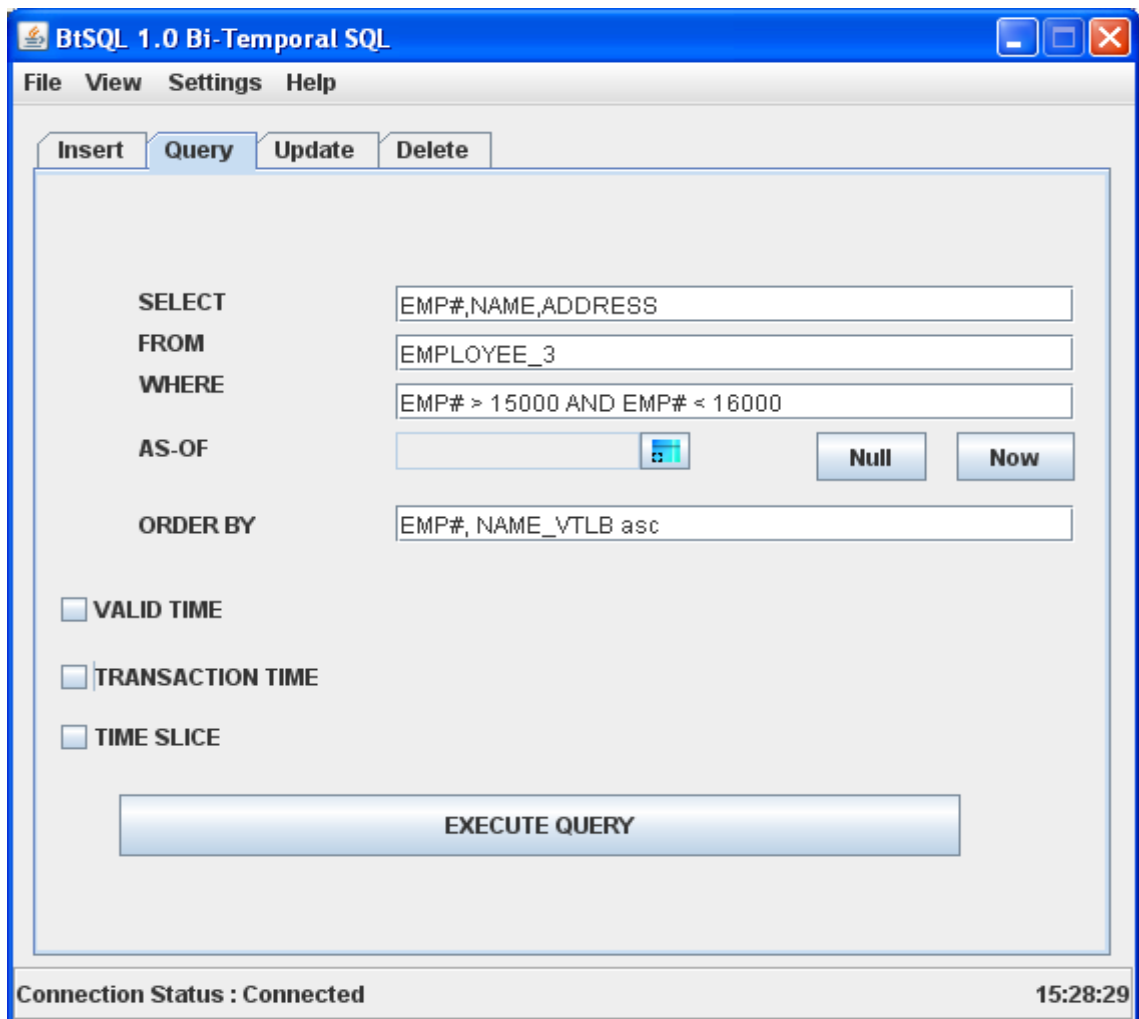 BtSQL 1.0 Bi-Temporal SQL
File View Settings Help
Insert Query Update Delete
SELECT EMP#,NAME,ADDRESS
FROM EMPLOYEE_3
WHERE EMP# > 15000 AND EMP# < 16000
AS-OF Null Now
ORDER BY EMP#, NAME_VTLB asc
VALID TIME
TRANSACTION TIME
TIME SLICE
EXECUTE QUERY
Connection Status : Connected 15:28:29